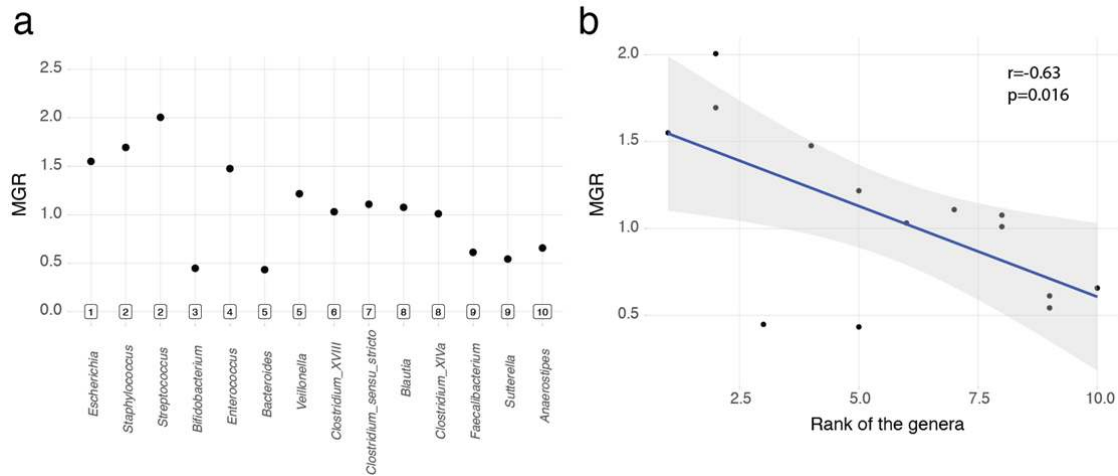 a
MGR
2.5
2.0
1.5
1.0
0.5
0.0
1 2 2 3 4 5 5 6 7 8 8 9 9 10
Escherichia
Staphylococcus
Streptococcus
Bifidobacterium
Enterococcus
Bacteroides
Veillonella
Clostridium_XVIII
Clostridium_sensu_stricto
Blautia
Clostridium_XIVa
Faecalibacterium
Sutterella
Anaerostipes
b
MGR
2.0
1.5
1.0
0.5
r=-0.63
p=0.016
2.5 5.0 7.5 10.0
Rank of the genera